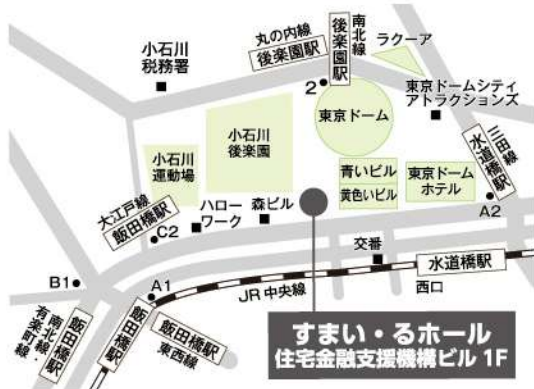 丸の内線
後楽園駅
南北線
後楽園駅
ラクーア
小石川
税務署
2
東京ドーム
東京ドームシティ
アトラクションズ
三田線
水道橋駅
小石川
後楽園
小石川
運動場
青いビル
黄色いビル
東京ドーム
ホテル
A2
大江戸線
飯田橋駅
C2
ハロー
ワーク
森ビル
交番
水道橋駅
西口
B1
A1
JR中央線
南北線
有楽町線
飯田橋駅
飯田橋駅
飯田橋駅
東西線
すまい・るホール
住宅金融支援機構ビル 1F